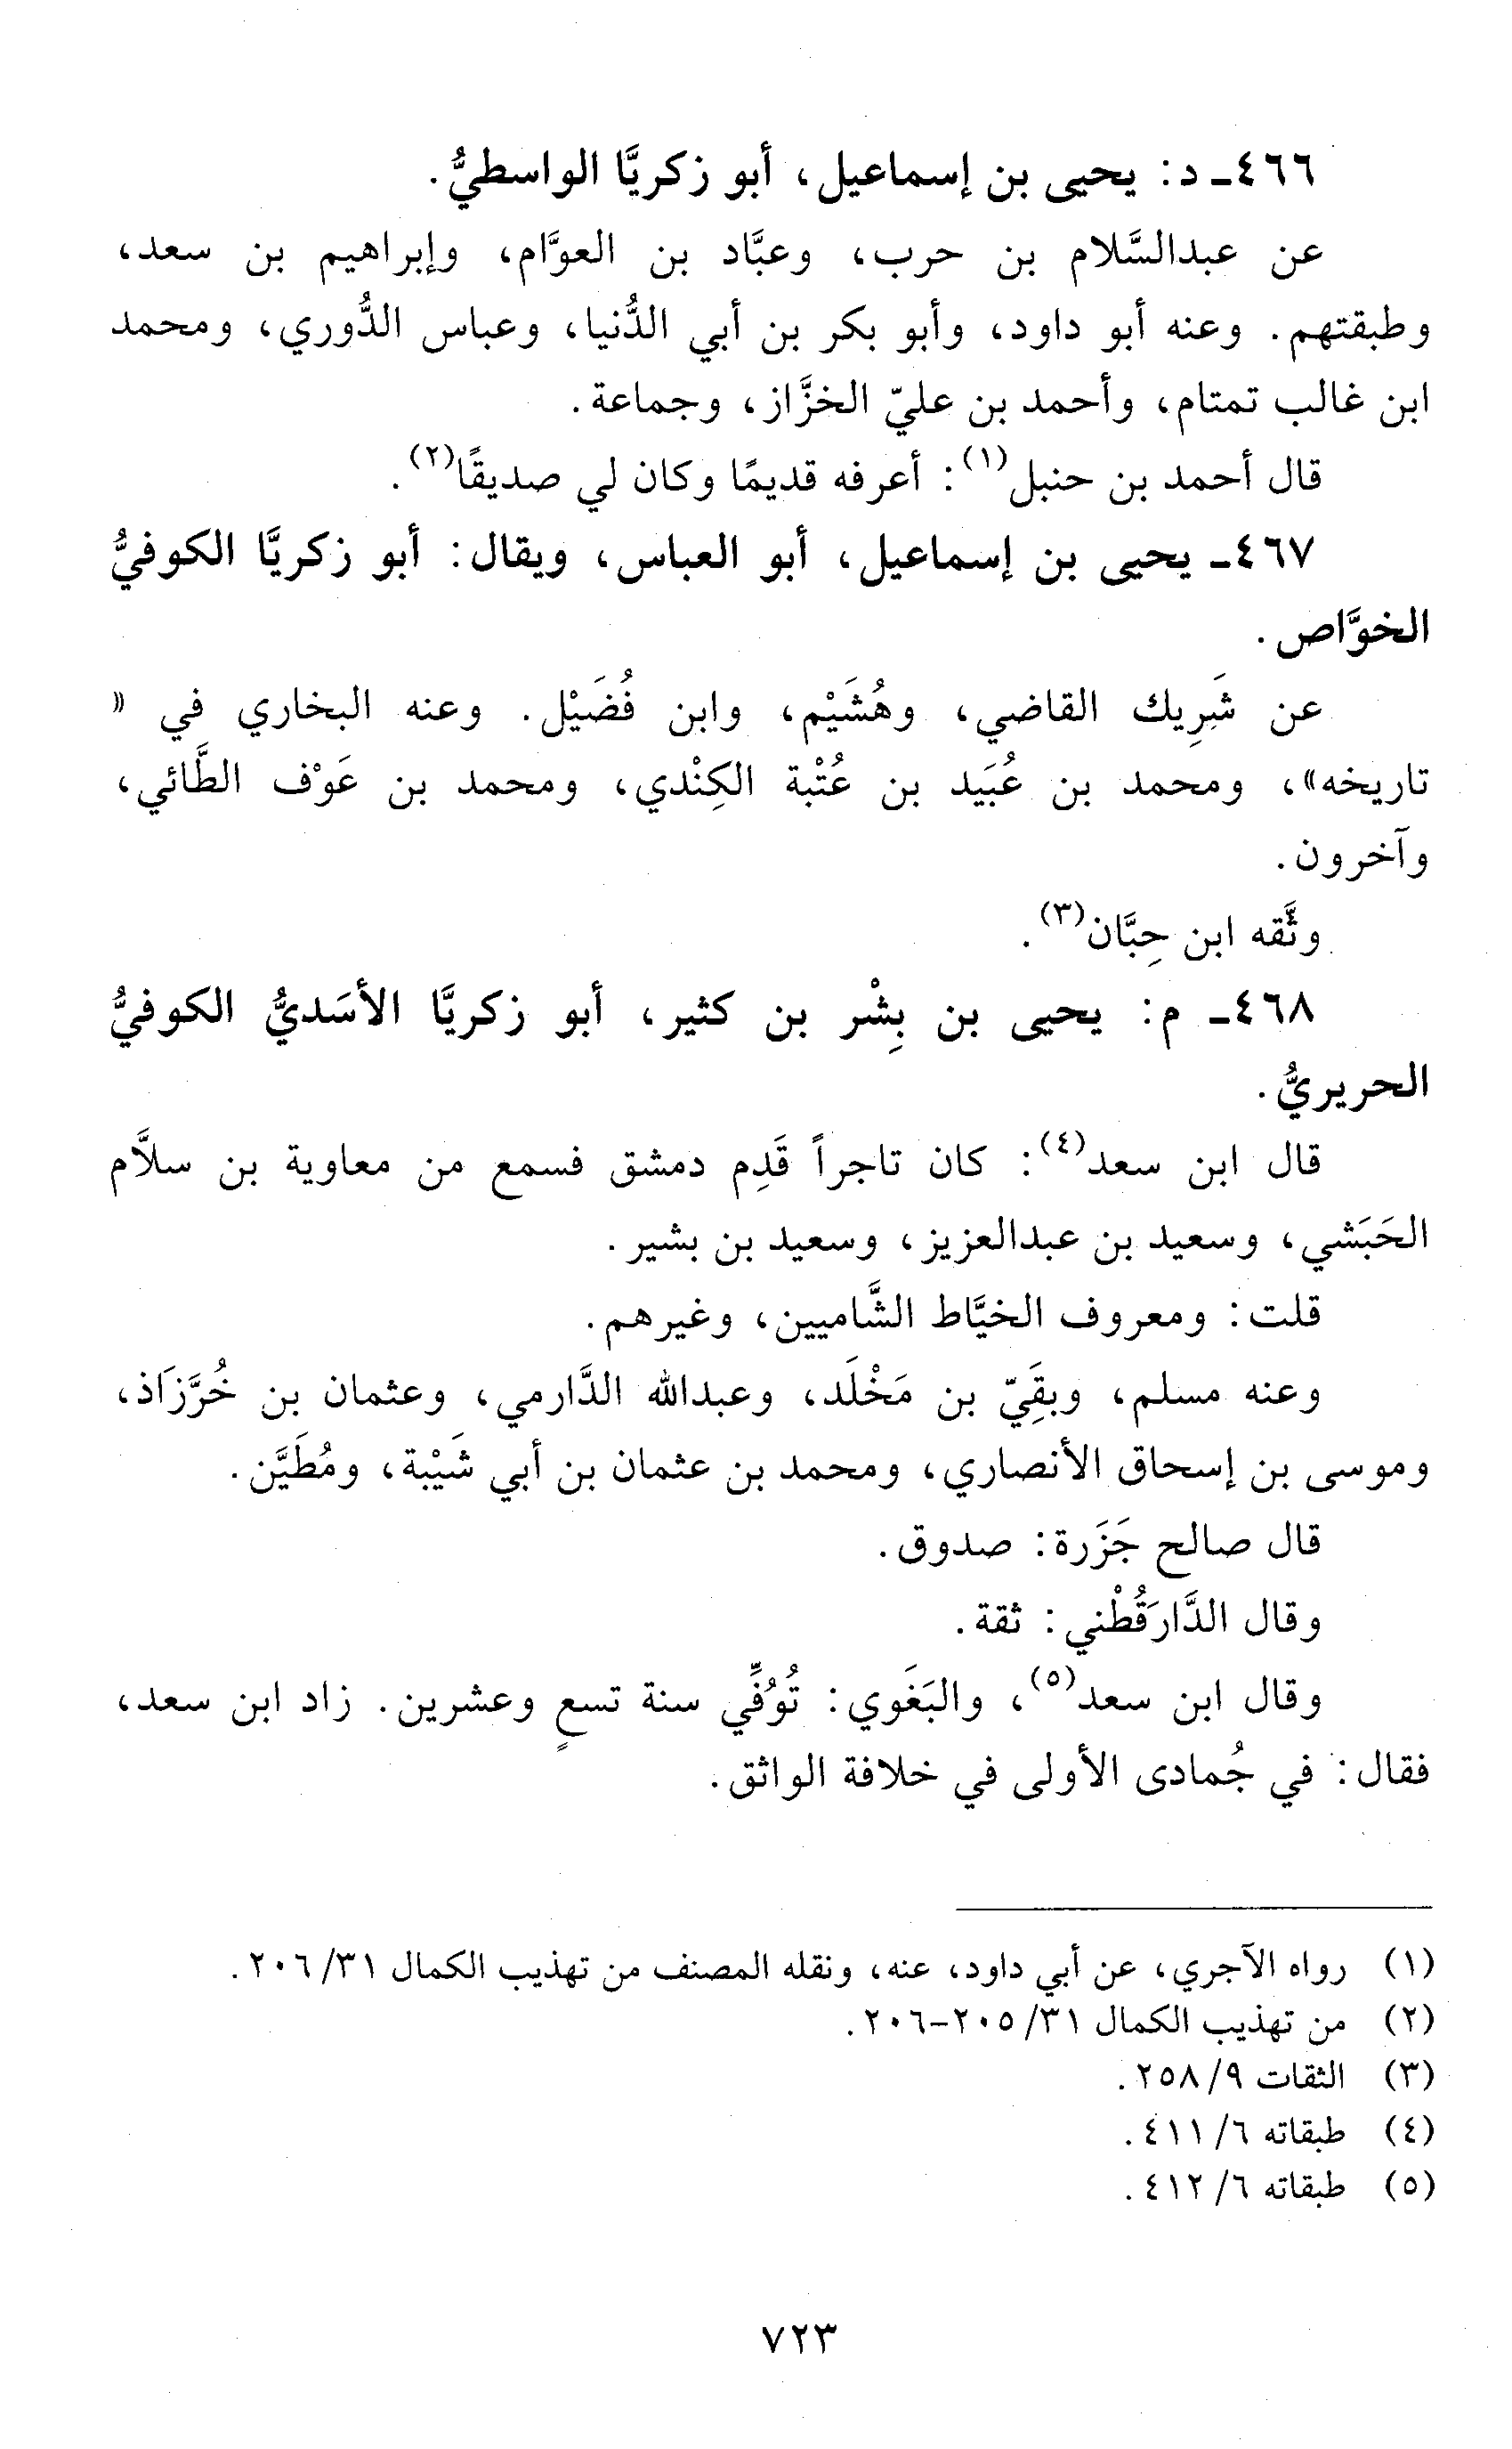 ٤٦٦ـ د: يحيى بن إسماعيل، أبو زكريَّا الواسطيُّ.
عن عبدالسَّلام بن حرب، وعبَّاد بن العوَّام، وإبراهيم بن سعد،
وطبقتهم. وعنه أبو داود، وأبو بكر بن أبي الدُّنيا، وعباس الدُّوري، ومحمد
ابن غالب تمتام، وأحمد بن عليّ الخزَّاز، وجماعة.
قال أحمد بن حنبل(١): أعرفه قديمًا وكان لي صديقًا(٢).
٤٦٧ـ يحيى بن إسماعيل، أبو العباس، ويقال: أبو زكريَّا الكوفيُّ
الخوَّاص.
عن شَرِيك القاضي، وهُشَيْم، وابن فُضَيْل. وعنه البخاري في «
تاريخه»، ومحمد بن عُبَيد بن عُتْبة الكِنْدي، ومحمد بن عَوْف الطَّائي،
وآخرون.
وثَّقه ابن حِبَّان(٣).
٤٦٨ـ م: يحيى بن بِشْر بن كثير، أبو زكريَّا الأسَديُّ الكوفيُّ
الحريريُّ.
قال ابن سعد(٤): كان تاجراً قَدِم دمشق فسمع من معاوية بن سلاَّم
الحَبَشي، وسعيد بن عبدالعزيز، وسعيد بن بشير.
قلت: ومعروف الخيَّاط الشَّاميين، وغيرهم.
وعنه مسلم، وبقِيّ بن مَخْلَد، وعبدالله الدَّارمي، وعثمان بن خُرَّزاَذ،
وموسى بن إسحاق الأنصاري، ومحمد بن عثمان بن أبي شَيْبة، ومُطَيَّن.
قال صالح جَزَرة: صدوق.
وقال الدَّارَقُطْني: ثقة.
وقال ابن سعد(٥)، والبَغَوي: تُوُفِّي سنة تسعٍ وعشرين. زاد ابن سعد،
فقال: في جُمادى الأولى في خلافة الواثق.
(١) رواه الآجري، عن أبي داود، عنه، ونقله المصنف من تهذيب الكمال ٣١/ ٢٠٦.
(٢) من تهذيب الكمال ٣١/ ٢٠٥-٢٠٦.
(٣) الثقات ٩/ ٢٥٨.
(٤) طبقاته ٦/ ٤١١.
(٥) طبقاته ٦/ ٤١٢.
٧٢٣